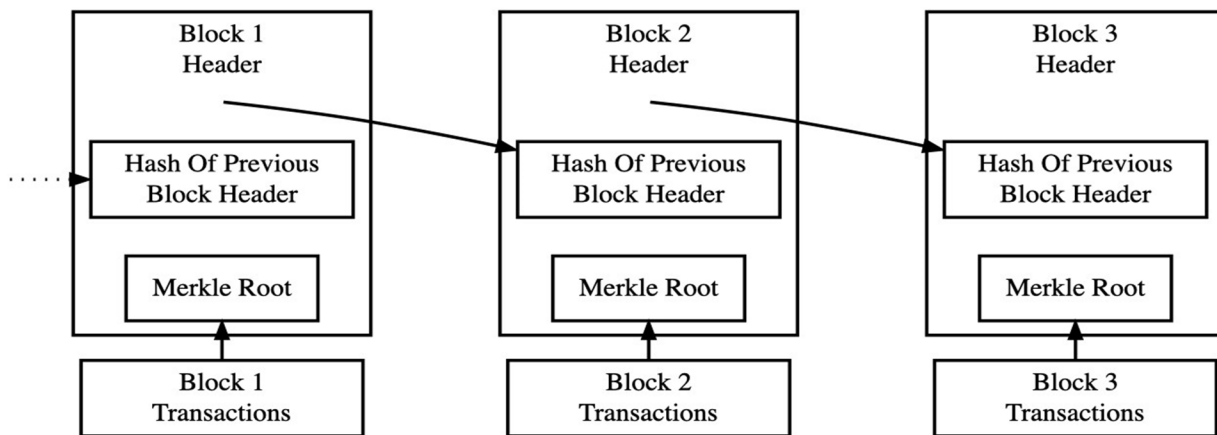 Block 1
Header
Hash Of Previous
Block Header
Merkle Root
Block 1
Transactions
Block 2
Header
Hash Of Previous
Block Header
Merkle Root
Block 2
Transactions
Block 3
Header
Hash Of Previous
Block Header
Merkle Root
Block 3
Transactions